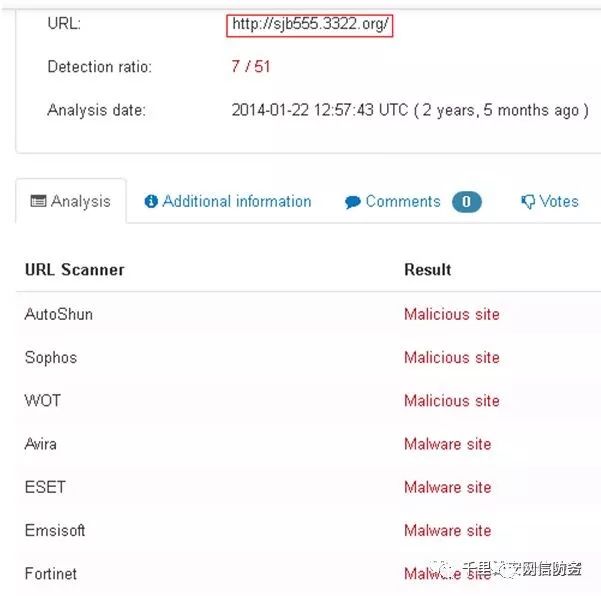 URL: http://sjb555.3322.org/
Detection ratio: 7 / 51
Analysis date: 2014-01-22 12:57:43 UTC ( 2 years, 5 months ago )
Analysis Additional information Comments 0 Votes
URL Scanner Result
AutoShun Malicious site
Sophos Malicious site
WOT Malicious site
Avira Malware site
ESET Malware site
Emsisoft Malware site
Fortinet Malware site
千里 安网信防务